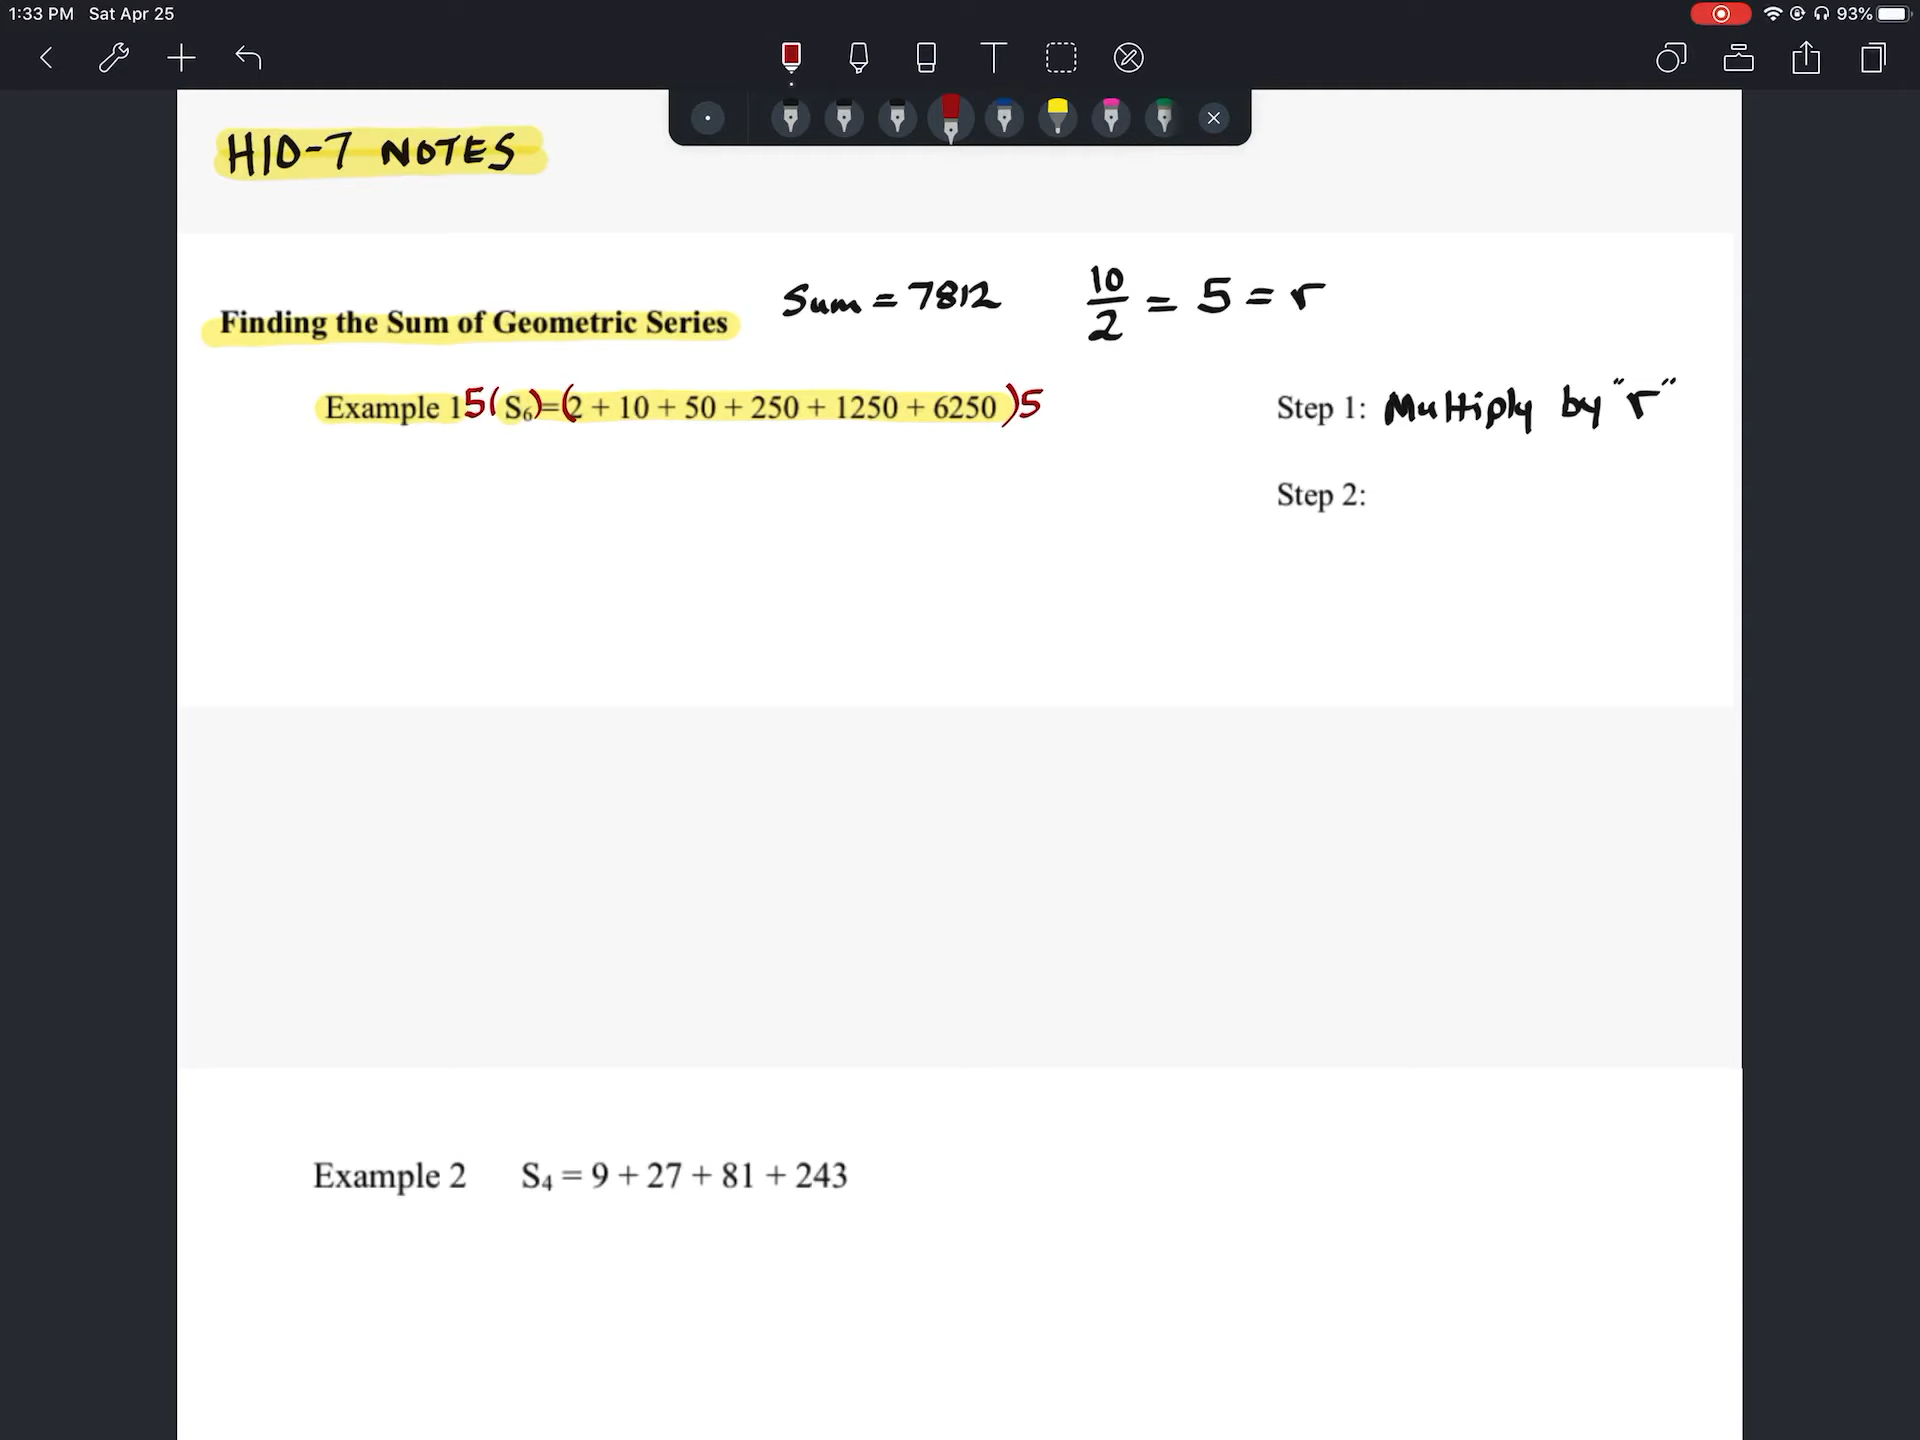 1:33 PM Sat Apr 25
93%
H10-7 NOTES
Sum = 7812
10/2 = 5 = r
Finding the Sum of Geometric Series
Example 1 5(S₆)=(2 + 10 + 50 + 250 + 1250 + 6250)5
Step 1: Multiply by "r"
Step 2:
Example 2 S₄ = 9 + 27 + 81 + 243